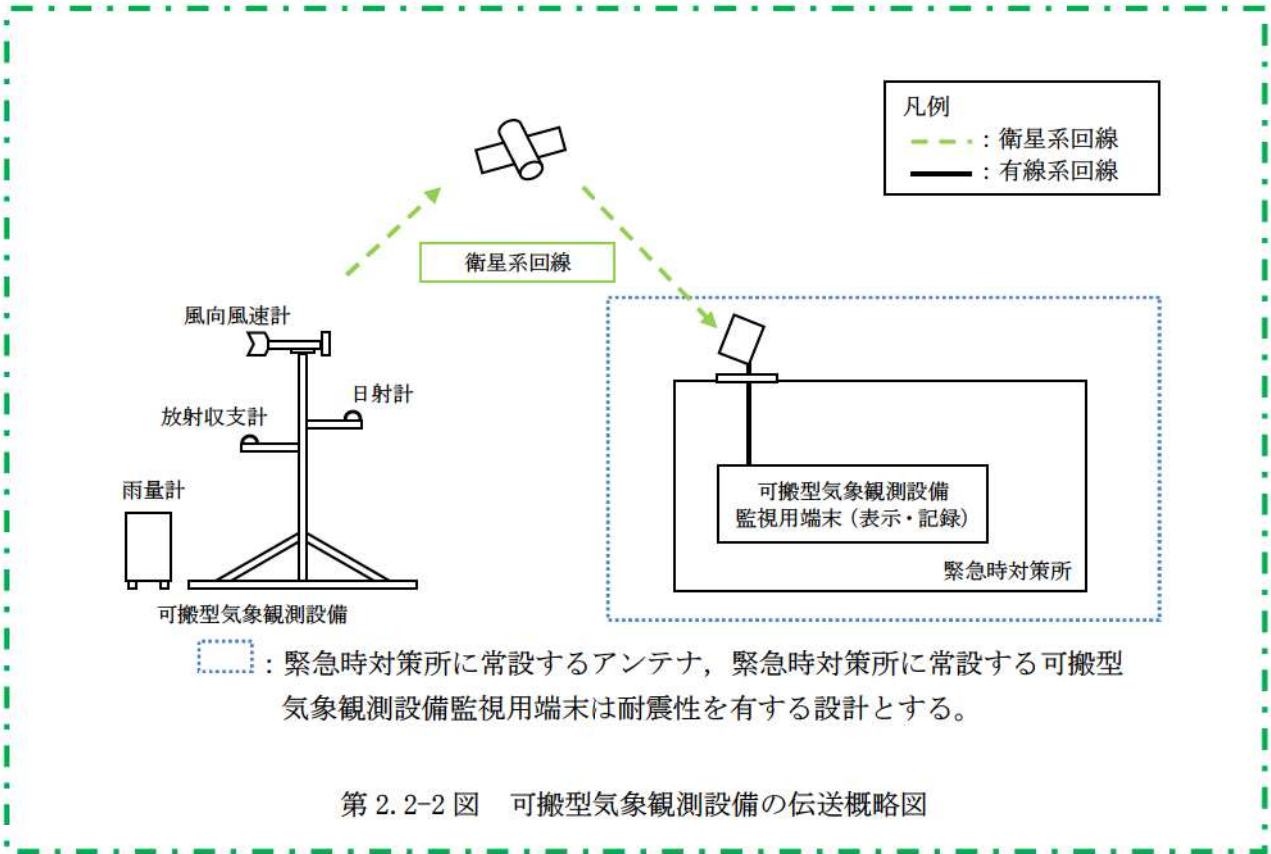 凡例
：衛星系回線
：有線系回線
衛星系回線
風向風速計
日射計
放射収支計
雨量計
可搬型気象観測設備
可搬型気象観測設備
監視用端末（表示・記録）
緊急時対策所
：緊急時対策所に常設するアンテナ，緊急時対策所に常設する可搬型
気象観測設備監視用端末は耐震性を有する設計とする。
第 2.2-2 図　可搬型気象観測設備の伝送概略図